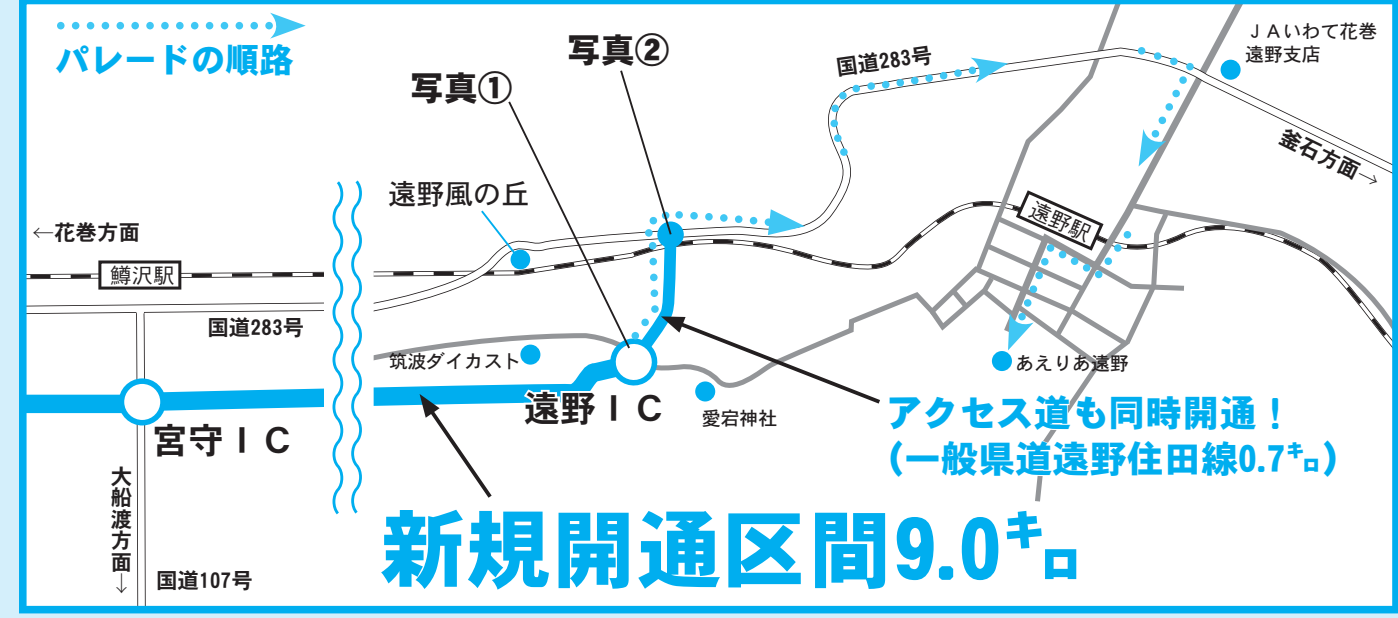 パレードの順路
写真①
写真②
国道283号
ＪＡいわて花巻
遠野支店
釜石方面→
遠野風の丘
遠野駅
←花巻方面
鱒沢駅
国道283号
筑波ダイカスト
あえりあ遠野
遠野ＩＣ
愛宕神社
宮守ＩＣ
アクセス道も同時開通！
（一般県道遠野住田線0.7㌔）
大船渡方面→
新規開通区間9.0㌔
国道107号